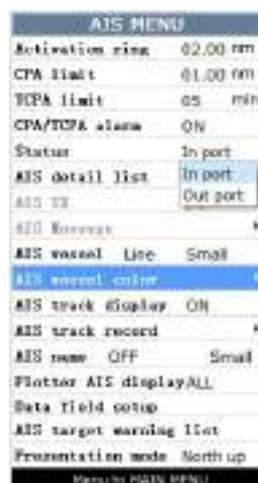 AIS MENU
Activation ring 02.00 nm
CPA limit 01.00 nm
TCPA limit 05 min
CPA/TCPA alarm ON
Status In port
AIS detail list In port
Out port
AIS TX
AIS Message
AIS vessel Line Small
AIS vessel color
AIS track display ON
AIS track record
AIS name OFF Small
Plotter AIS display ALL
Data field setup
AIS target warning list
Presentation mode North up
Menu to MAIN MENU